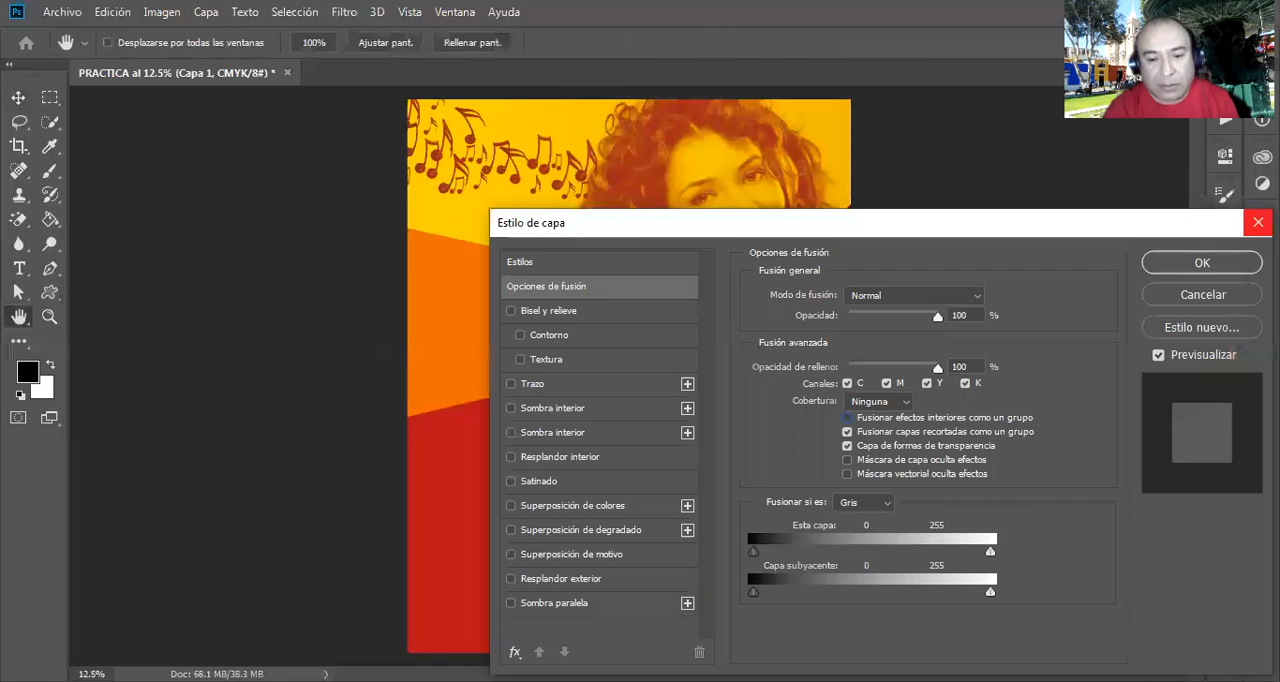 Ps Archivo Edición Imagen Capa Texto Selección Filtro 3D Vista Ventana Ayuda
Desplazarse por todas las ventanas 100% Ajustar pant. Rellenar pant.
PRACTICA al 12.5% (Capa 1, CMYK/8#) * ×
Estilo de capa
Estilos
Opciones de fusión
Bisel y relieve
Contorno
Textura
Trazo
Sombra interior
Sombra interior
Resplandor interior
Satinado
Superposición de colores
Superposición de degradado
Superposición de motivo
Resplandor exterior
Sombra paralela
fx
Opciones de fusión
Fusión general
Modo de fusión: Normal
Opacidad: 100 %
Fusión avanzada
Opacidad de relleno: 100 %
Canales: C M Y K
Cobertura: Ninguna
Fusionar efectos interiores como un grupo
Fusionar capas recortadas como un grupo
Capa de formas de transparencia
Máscara de capa oculta efectos
Máscara vectorial oculta efectos
Fusionar si es: Gris
Esta capa: 0 255
Capa subyacente: 0 255
OK
Cancelar
Estilo nuevo...
Previsualizar
12.5% Doc: 68.1 MB/38.3 MB